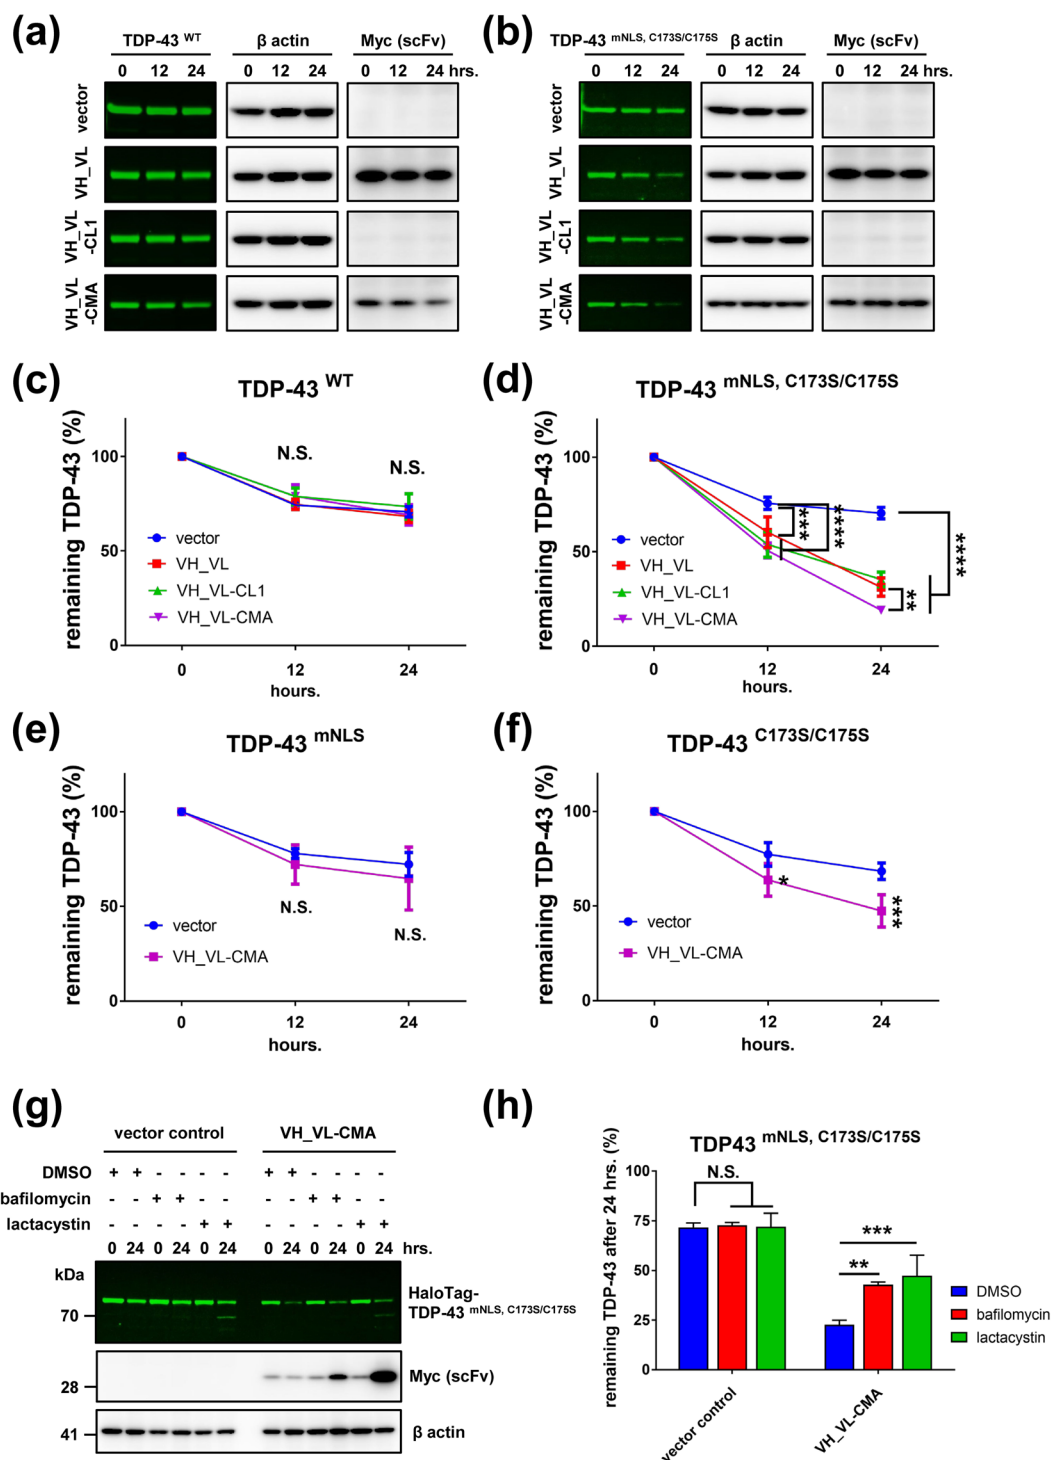 (a)
TDP-43 WT β actin Myc (scFv)
0 12 24 0 12 24 0 12 24 hrs.
vector
VH_VL
VH_VL
-CL1
VH_VL
-CMA
(b)
TDP-43 mNLS, C173S/C175S β actin Myc (scFv)
0 12 24 0 12 24 0 12 24 hrs.
vector
VH_VL
VH_VL
-CL1
VH_VL
-CMA
(c)
TDP-43 WT
remaining TDP-43 (%)
100
50
0
N.S.
N.S.
vector
VH_VL
VH_VL-CL1
VH_VL-CMA
0 12 24
hours.
(d)
TDP-43 mNLS, C173S/C175S
remaining TDP-43 (%)
100
50
0
***
****
****
**
vector
VH_VL
VH_VL-CL1
VH_VL-CMA
0 12 24
hours.
(e)
TDP-43 mNLS
remaining TDP-43 (%)
100
50
0
N.S.
N.S.
vector
VH_VL-CMA
0 12 24
hours.
(f)
TDP-43 C173S/C175S
remaining TDP-43 (%)
100
50
0
*
***
vector
VH_VL-CMA
0 12 24
hours.
(g)
vector control VH_VL-CMA
DMSO + + - - - - + + - - - -
bafilomycin - - + + - - - - + + - -
lactacystin - - - - + + - - - - + +
0 24 0 24 0 24 0 24 0 24 0 24 hrs.
kDa
70
HaloTag-
TDP-43 mNLS, C173S/C175S
28
Myc (scFv)
41
β actin
(h)
TDP43 mNLS, C173S/C175S
remaining TDP-43 after 24 hrs. (%)
100
75
50
25
0
N.S.
***
**
DMSO
bafilomycin
lactacystin
vector control
VH_VL-CMA